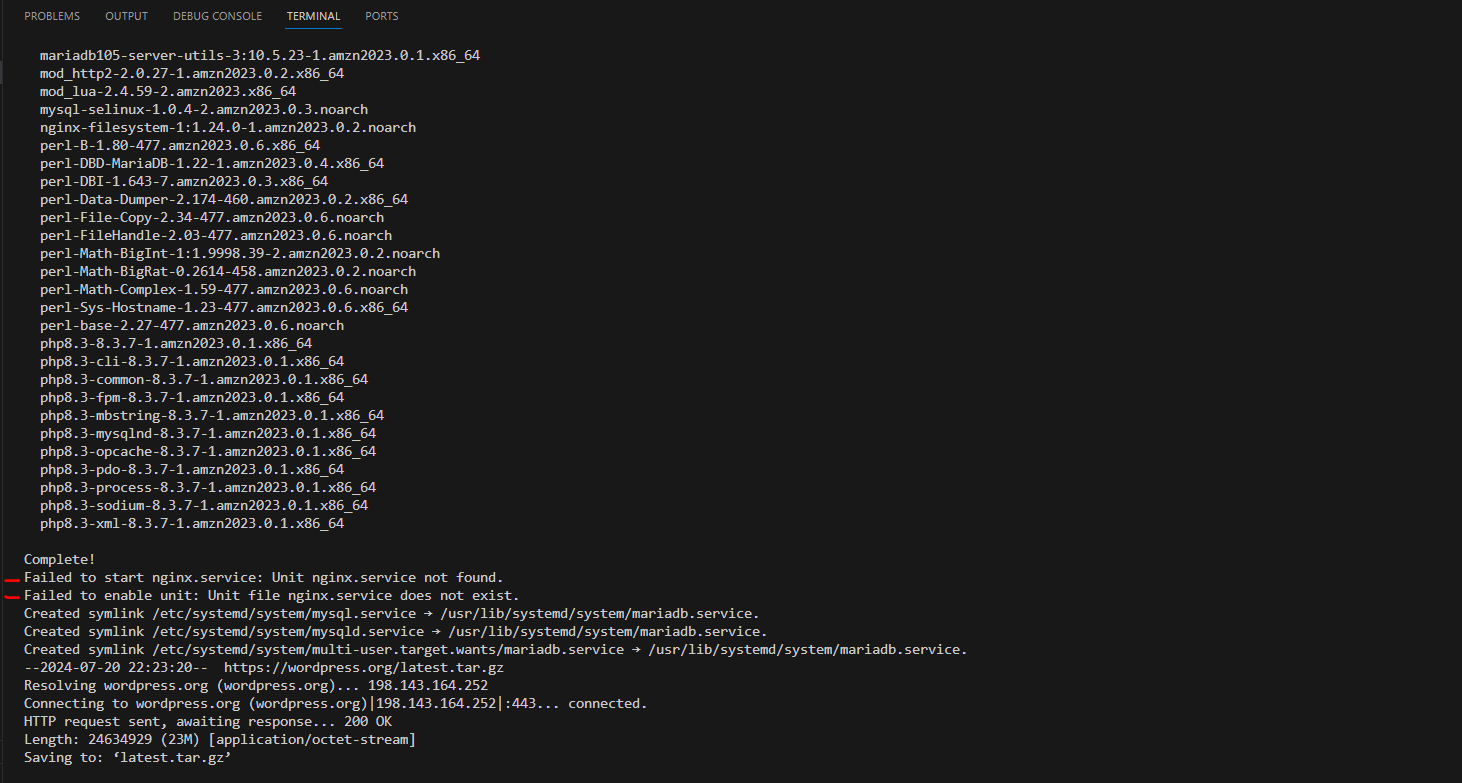 PROBLEMS OUTPUT DEBUG CONSOLE TERMINAL PORTS
mariadb105-server-utils-3:10.5.23-1.amzn2023.0.1.x86_64
mod_http2-2.0.27-1.amzn2023.0.2.x86_64
mod_lua-2.4.59-2.amzn2023.x86_64
mysql-selinux-1.0.4-2.amzn2023.0.3.noarch
nginx-filesystem-1:1.24.0-1.amzn2023.0.2.noarch
perl-B-1.80-477.amzn2023.0.6.x86_64
perl-DBD-MariaDB-1.22-1.amzn2023.0.4.x86_64
perl-DBI-1.643-7.amzn2023.0.3.x86_64
perl-Data-Dumper-2.174-460.amzn2023.0.2.x86_64
perl-File-Copy-2.34-477.amzn2023.0.6.noarch
perl-FileHandle-2.03-477.amzn2023.0.6.noarch
perl-Math-BigInt-1:1.9998.39-2.amzn2023.0.2.noarch
perl-Math-BigRat-0.2614-458.amzn2023.0.2.noarch
perl-Math-Complex-1.59-477.amzn2023.0.6.noarch
perl-Sys-Hostname-1.23-477.amzn2023.0.6.x86_64
perl-base-2.27-477.amzn2023.0.6.noarch
php8.3-8.3.7-1.amzn2023.0.1.x86_64
php8.3-cli-8.3.7-1.amzn2023.0.1.x86_64
php8.3-common-8.3.7-1.amzn2023.0.1.x86_64
php8.3-fpm-8.3.7-1.amzn2023.0.1.x86_64
php8.3-mbstring-8.3.7-1.amzn2023.0.1.x86_64
php8.3-mysqlnd-8.3.7-1.amzn2023.0.1.x86_64
php8.3-opcache-8.3.7-1.amzn2023.0.1.x86_64
php8.3-pdo-8.3.7-1.amzn2023.0.1.x86_64
php8.3-process-8.3.7-1.amzn2023.0.1.x86_64
php8.3-sodium-8.3.7-1.amzn2023.0.1.x86_64
php8.3-xml-8.3.7-1.amzn2023.0.1.x86_64
Complete!
Failed to start nginx.service: Unit nginx.service not found.
Failed to enable unit: Unit file nginx.service does not exist.
Created symlink /etc/systemd/system/mysql.service → /usr/lib/systemd/system/mariadb.service.
Created symlink /etc/systemd/system/mysqld.service → /usr/lib/systemd/system/mariadb.service.
Created symlink /etc/systemd/system/multi-user.target.wants/mariadb.service → /usr/lib/systemd/system/mariadb.service.
--2024-07-20 22:23:20-- https://wordpress.org/latest.tar.gz
Resolving wordpress.org (wordpress.org)... 198.143.164.252
Connecting to wordpress.org (wordpress.org)|198.143.164.252|:443... connected.
HTTP request sent, awaiting response... 200 OK
Length: 24634929 (23M) [application/octet-stream]
Saving to: ‘latest.tar.gz’